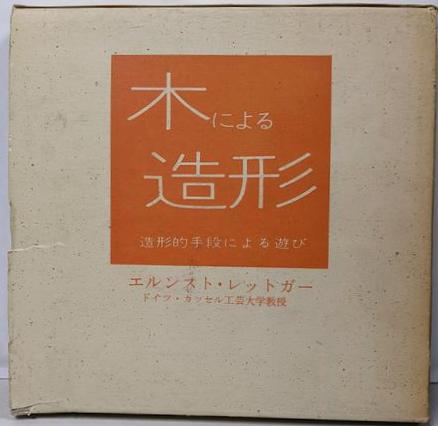 木による
造形
造形的手段による遊び
エルンスト・レットガー
ドイツ・カッセル工芸大学教授